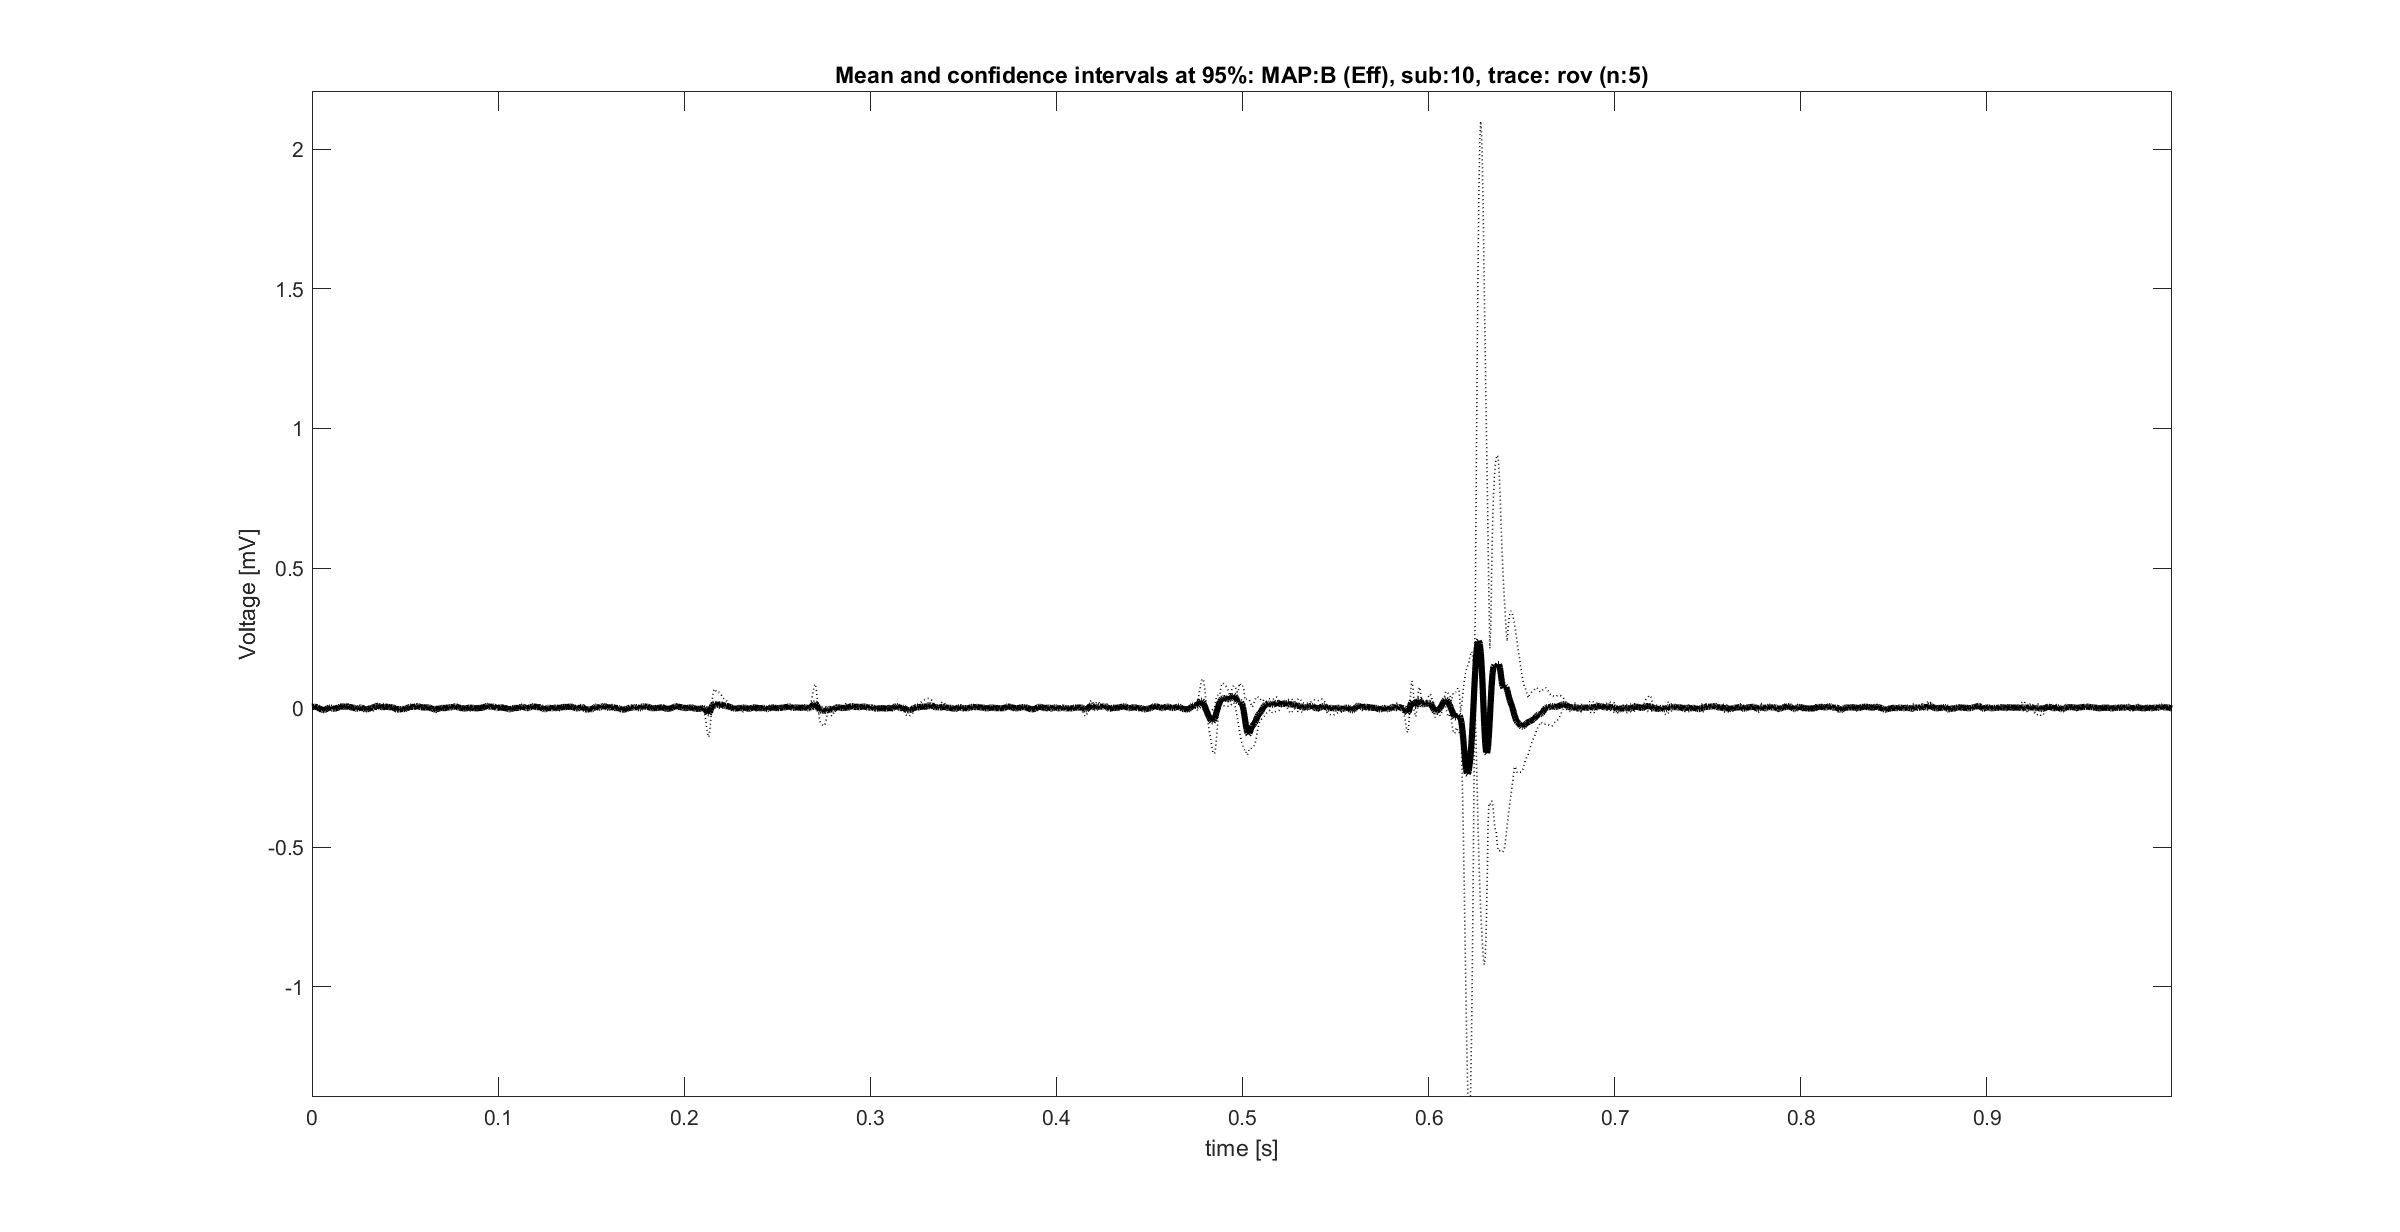 Mean and confidence intervals at 95%: MAP:B (Eff), sub:10, trace: rov (n:5)
2
1.5
1
0.5
0
-0.5
-1
Voltage [mV]
0 0.1 0.2 0.3 0.4 0.5 0.6 0.7 0.8 0.9
time [s]